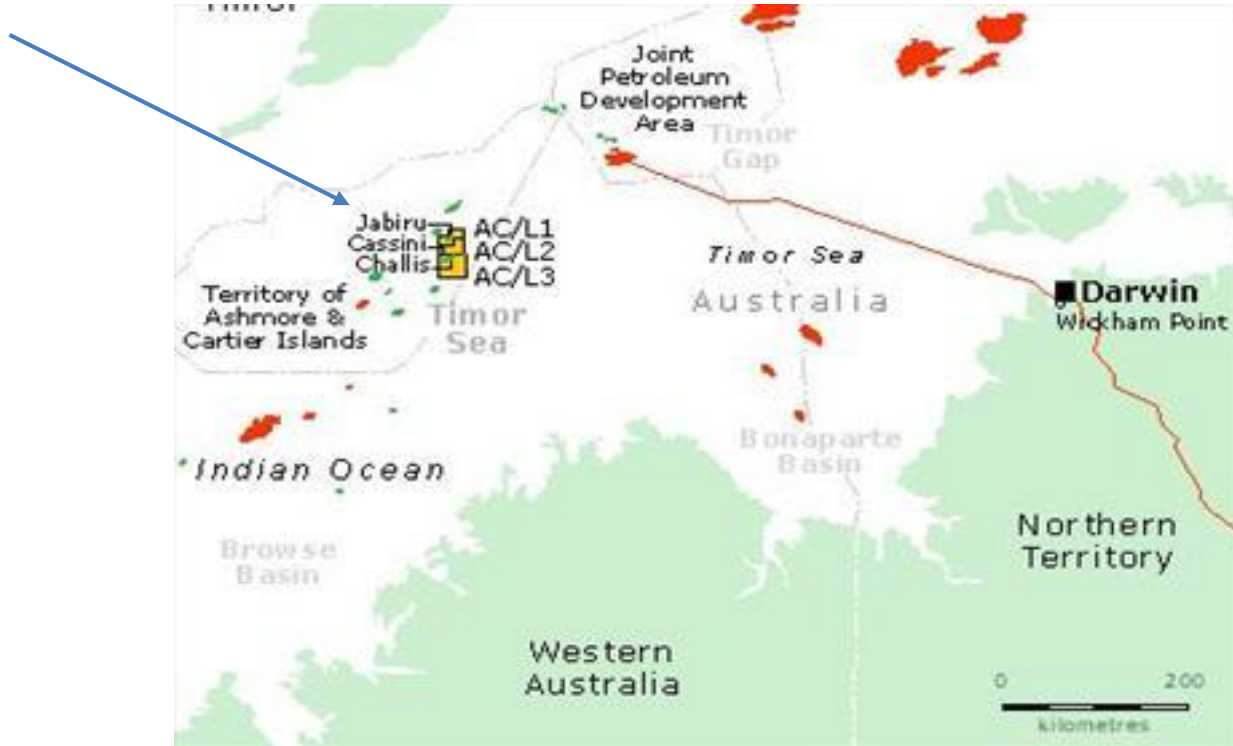 Joint
Petroleum
Development
Area
Timor
Gap
Jabiru
Cassini
Challis
AC/L1
AC/L2
AC/L3
Timor Sea
Australia
Territory of
Ashmore &
Cartier Islands
Timor
Sea
Darwin
Wickham Point
Indian Ocean
Bonaparte
Basin
Browse
Basin
Northern
Territory
Western
Australia
0 200
kilometres